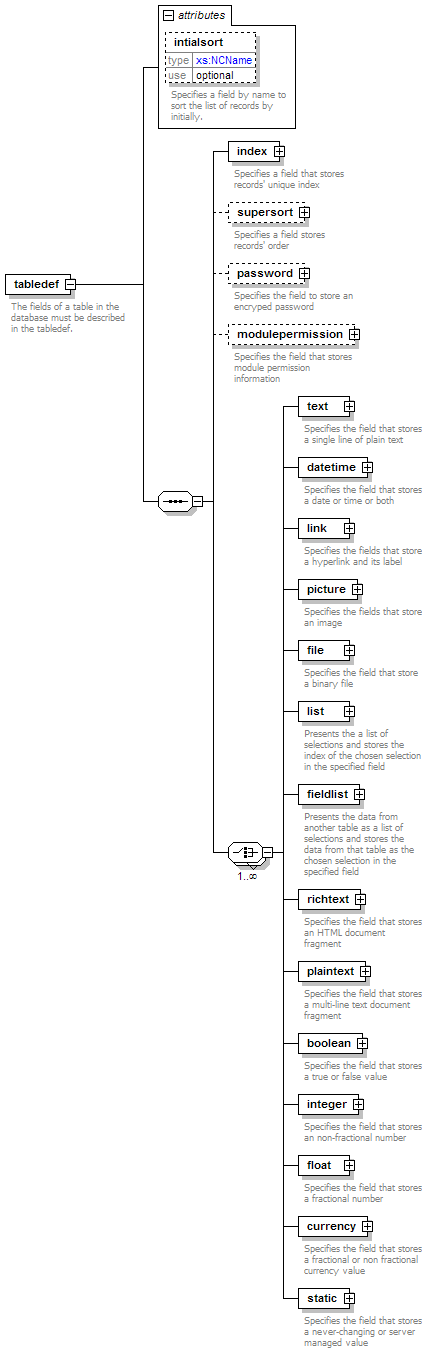 attributes
intialsort
type xs:NCName
use optional
Specifies a field by name to
sort the list of records by
initially.
index
Specifies a field that stores
records' unique index
supersort
Specifies a field stores
records' order
tabledef
The fields of a table in the
database must be described
in the tabledef.
password
Specifies the field to store an
encryped password
modulepermission
Specifies the field that stores
module permission
information
text
Specifies the field that stores
a single line of plain text
datetime
Specifies the field that stores
a date or time or both
link
Specifies the fields that store
a hyperlink and its label
picture
Specifies the fields that store
an image
file
Specifies the field that store
a binary file
list
Presents the a list of
selections and stores the
index of the chosen selection
in the specified field
fieldlist
Presents the data from
another table as a list of
selections and stores the
data from that table as the
chosen selection in the
specified field
1..∞
richtext
Specifies the field that stores
an HTML document
fragment
plaintext
Specifies the field that stores
a multi-line text document
fragment
boolean
Specifies the field that stores
a true or false value
integer
Specifies the field that stores
an non-fractional number
float
Specifies the field that stores
a fractional number
currency
Specifies the field that stores
a fractional or non fractional
currency value
static
Specifies the field that stores
a never-changing or server
managed value